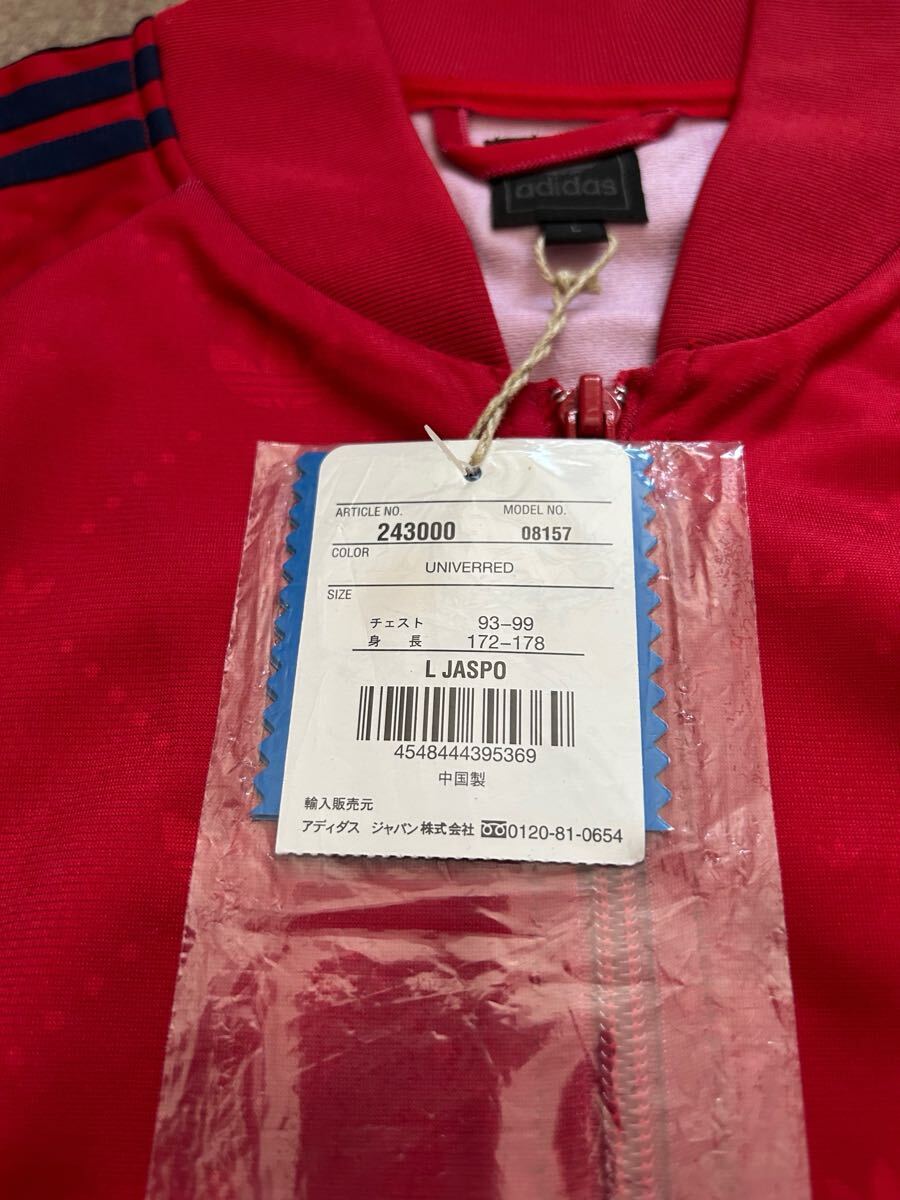 adidas
L
ARTICLE NO. MODEL NO.
243000 08157
COLOR
UNIVERRED
SIZE
チェスト 93-99
身長 172-178
L JASPO
4548444395369
中国製
輸入販売元
アディダス ジャパン株式会社 0120-81-0654